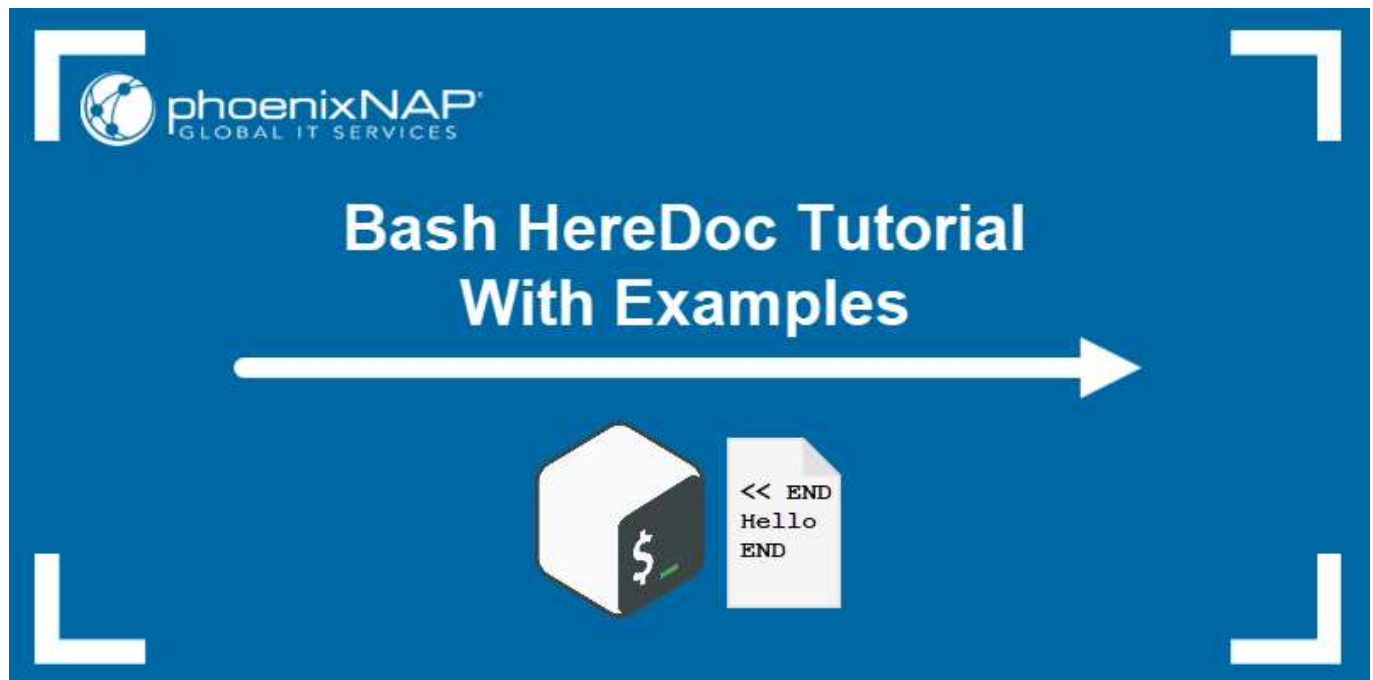 phoenixNAP®
GLOBAL IT SERVICES
Bash HereDoc Tutorial
With Examples
$_
<< END
Hello
END